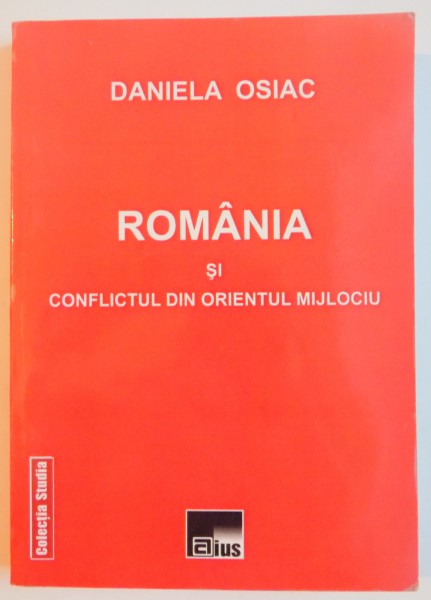 DANIELA OSIAC
ROMÂNIA
ȘI
CONFLICTUL DIN ORIENTUL MIJLOCIU
Colecția Studia
aius